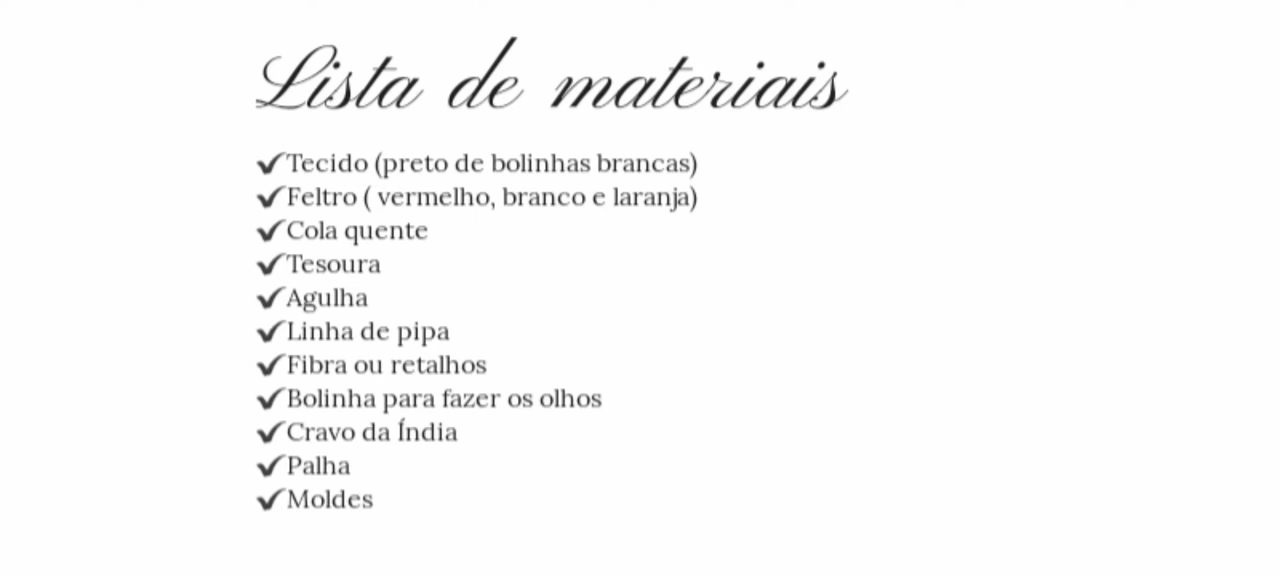 Lista de materiais
✔Tecido (preto de bolinhas brancas)
✔Feltro ( vermelho, branco e laranja)
✔Cola quente
✔Tesoura
✔Agulha
✔Linha de pipa
✔Fibra ou retalhos
✔Bolinha para fazer os olhos
✔Cravo da Índia
✔Palha
✔Moldes